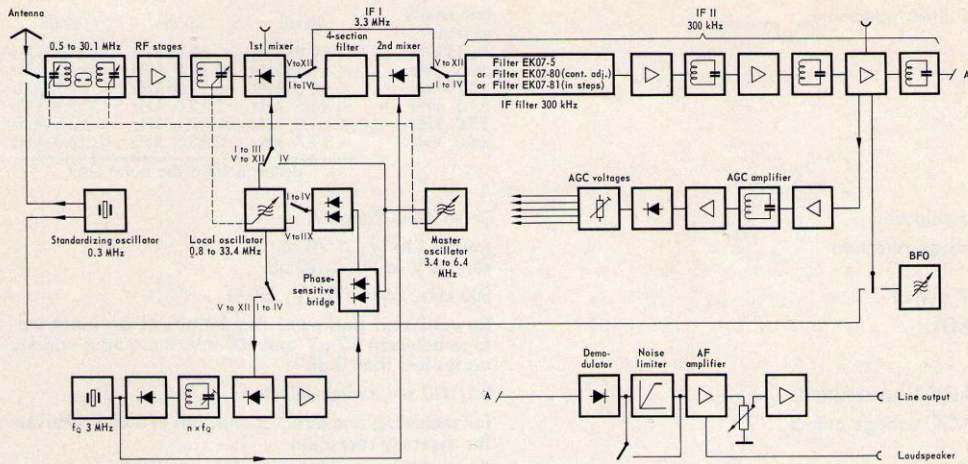 Antenna
0.5 to 30.1 MHz
RF stages
1st mixer
IF I
3.3 MHz
4-section
filter
2nd mixer
V to XII
I to IV
V to XII
I to IV
IF II
300 kHz
Filter EK07-5
or Filter EK07-80 (cont. adj.)
or Filter EK07-81 (in steps)
IF filter 300 kHz
A
Standardizing oscillator
0.3 MHz
I to III
V to XII
IV
I to IV
V to IIX
Local oscillator
0.8 to 33.4 MHz
Master
oscillator
3.4 to 6.4
MHz
AGC voltages
AGC amplifier
BFO
V to XII
I to IV
Phase-
sensitive
bridge
fQ 3 MHz
n x fQ
A
Demo-
dulator
Noise
limiter
AF
amplifier
Line output
Loudspeaker